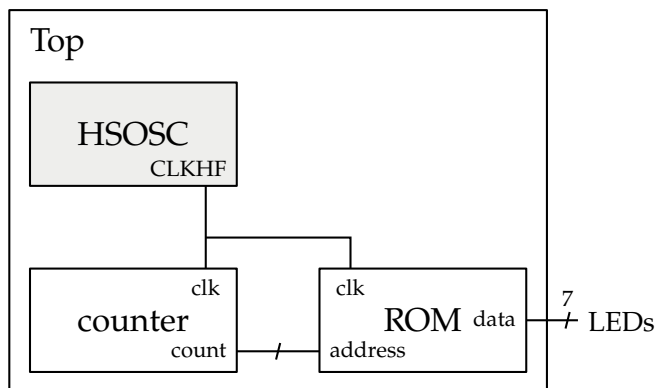 Top
HSOSC
CLKHF
clk
counter
count
clk
ROM
data
address
7
LEDs